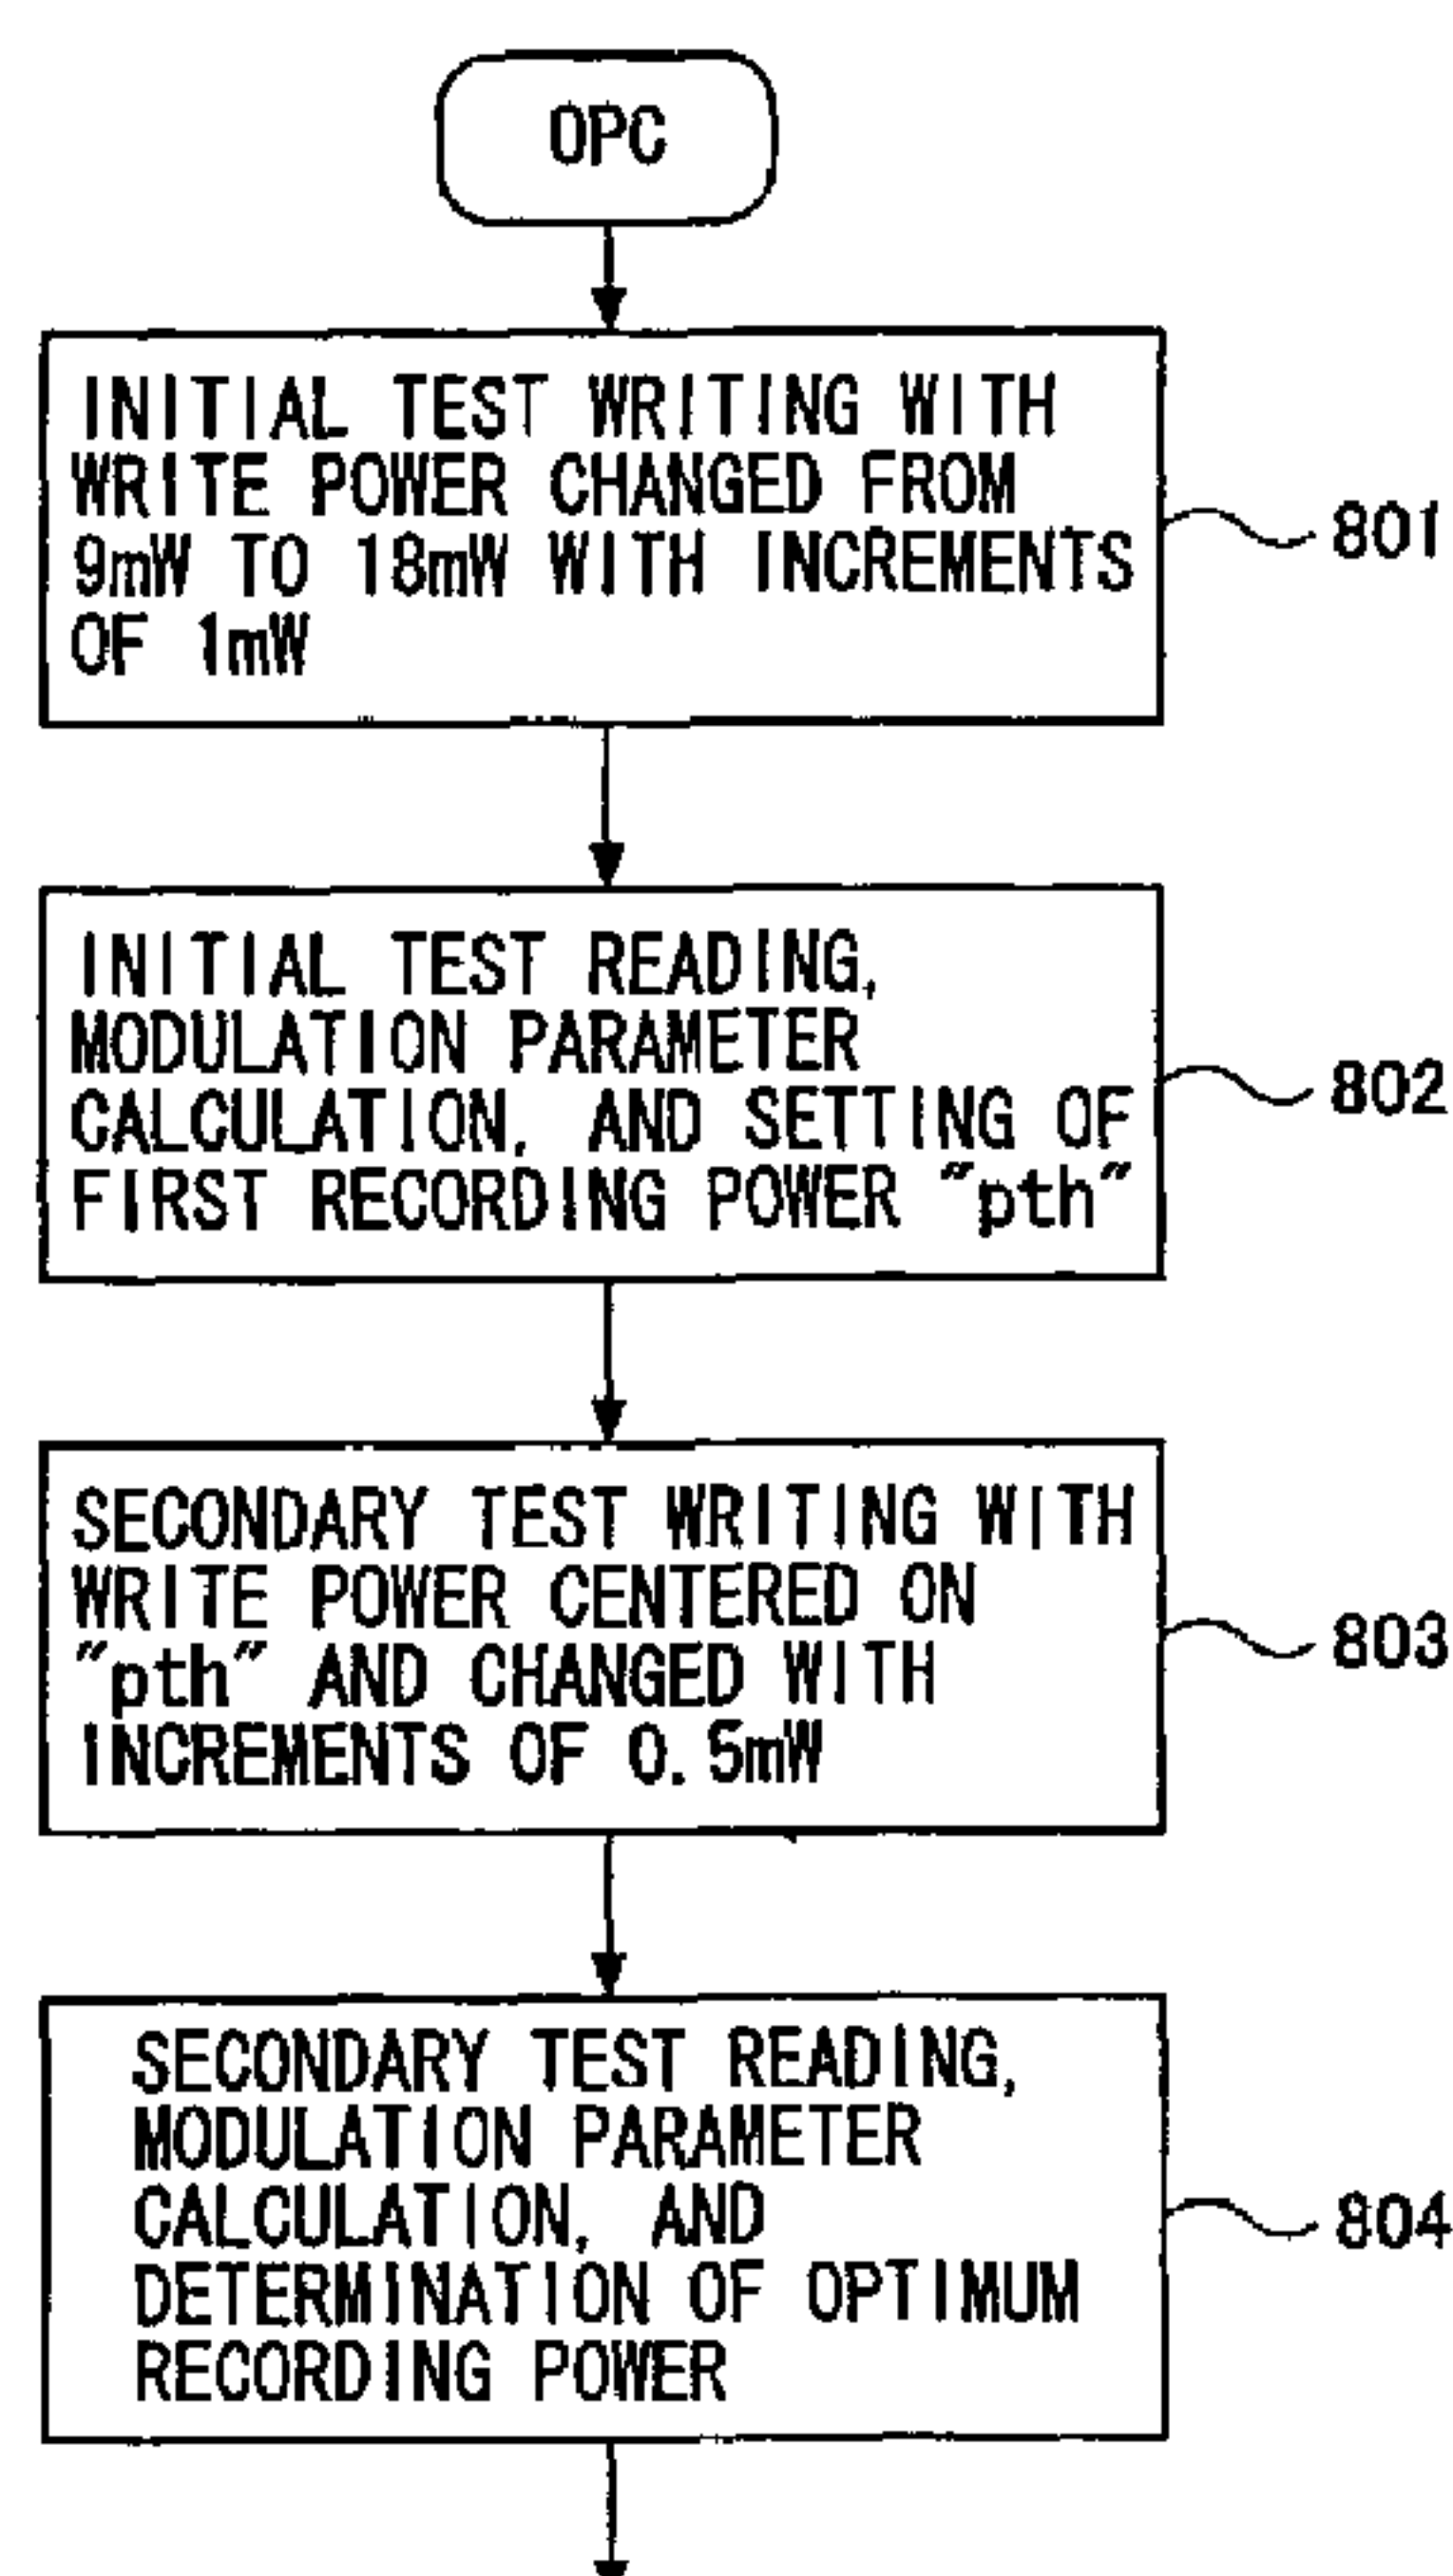 OPC
INITIAL TEST WRITING WITH
WRITE POWER CHANGED FROM
9mW TO 18mW WITH INCREMENTS
OF 1mW
801
INITIAL TEST READING,
MODULATION PARAMETER
CALCULATION, AND SETTING OF
FIRST RECORDING POWER "pth"
802
SECONDARY TEST WRITING WITH
WRITE POWER CENTERED ON
"pth" AND CHANGED WITH
INCREMENTS OF 0.5mW
803
SECONDARY TEST READING,
MODULATION PARAMETER
CALCULATION, AND
DETERMINATION OF OPTIMUM
RECORDING POWER
804